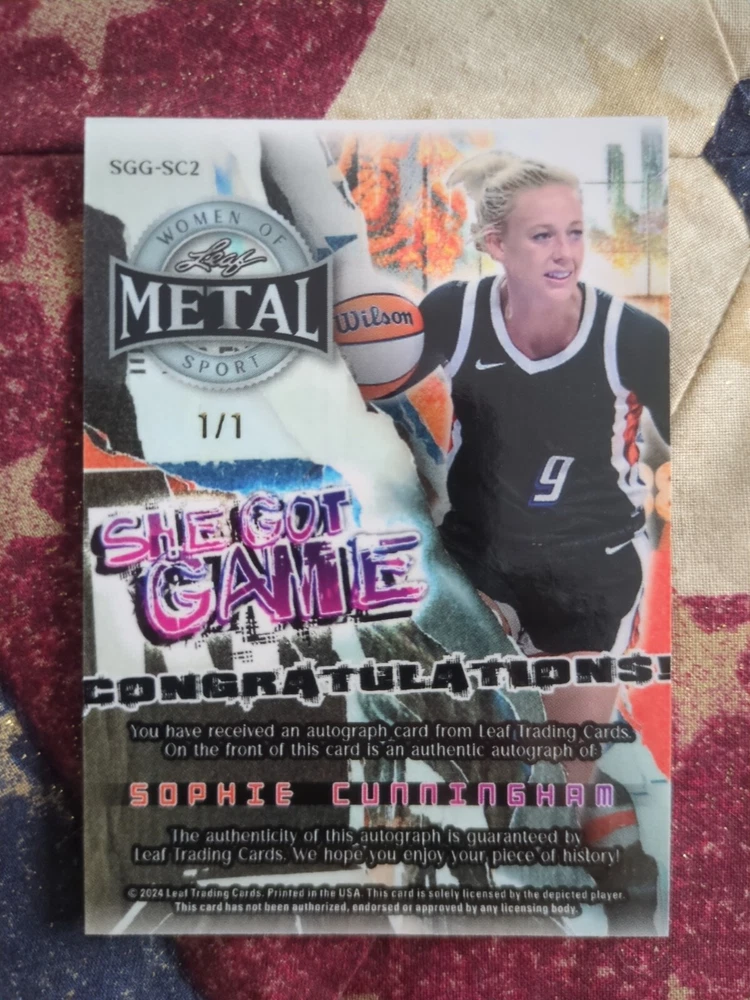 SGG-SC2
WOMEN OF
Leaf
METAL
SPORT
Wilson
1/1
9
SHE GOT
GAME
CONGRATULATIONS!
You have received an autograph card from Leaf Trading Cards.
On the front of this card is an authentic autograph of:
SOPHIE CUNNINGHAM
The authenticity of this autograph is guaranteed by
Leaf Trading Cards. We hope you enjoy your piece of history!
© 2024 Leaf Trading Cards. Printed in the USA. This card is solely licensed by the depicted player.
This card has not been authorized, endorsed or approved by any licensing body.